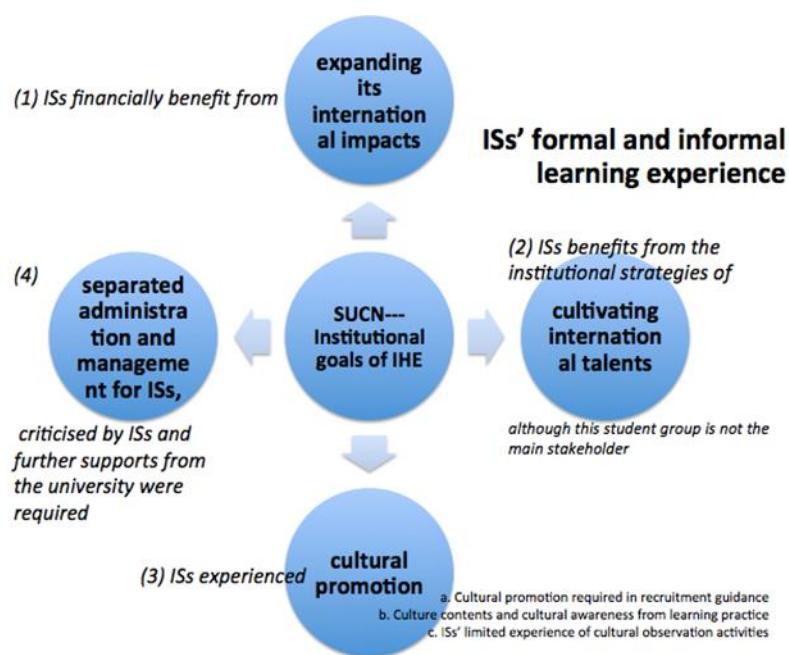 expanding
its
internation
al impacts
(1) ISs financially benefit from
ISs' formal and informal
learning experience
(2) ISs benefits from the
institutional strategies of
cultivating
internation
al talents
although this student group is not the
main stakeholder
SUCN---
Institutional
goals of IHE
(4)
separated
administra
tion and
manageme
nt for ISs,
criticised by ISs and
further supports from
the university were
required
(3) ISs experienced
cultural
promotion
a. Cultural promotion required in recruitment guidance
b. Culture contents and cultural awareness from learning practice
c. ISs' limited experience of cultural observation activities